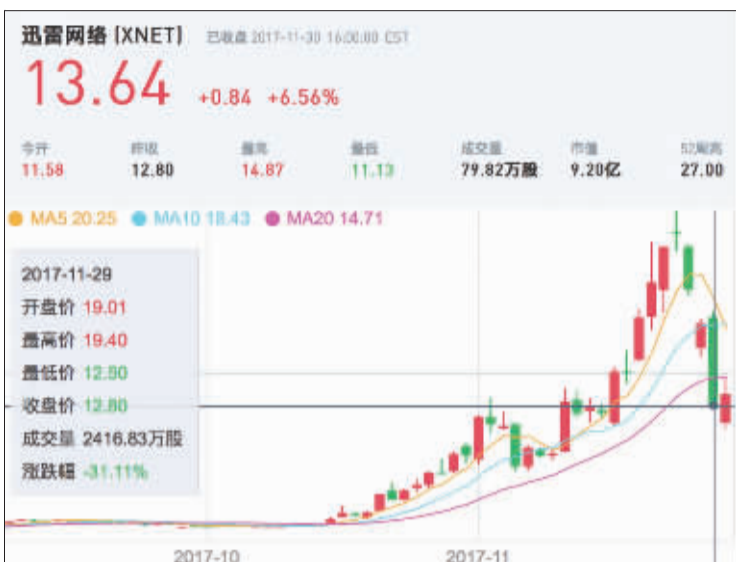 迅雷网络 (XNET) 已收盘 2017-11-30 16:00:00 CST
13.64 +0.84 +6.56%
今开 昨收 最高 最低 成交量 市值 52周高
11.58 12.80 14.87 11.13 79.82万股 9.20亿 27.00
MA5 20.25 MA10 18.43 MA20 14.71
2017-11-29
开盘价 19.01
最高价 19.40
最低价 12.80
收盘价 12.80
成交量 2416.83万股
涨跌幅 -31.11%
2017-10 2017-11